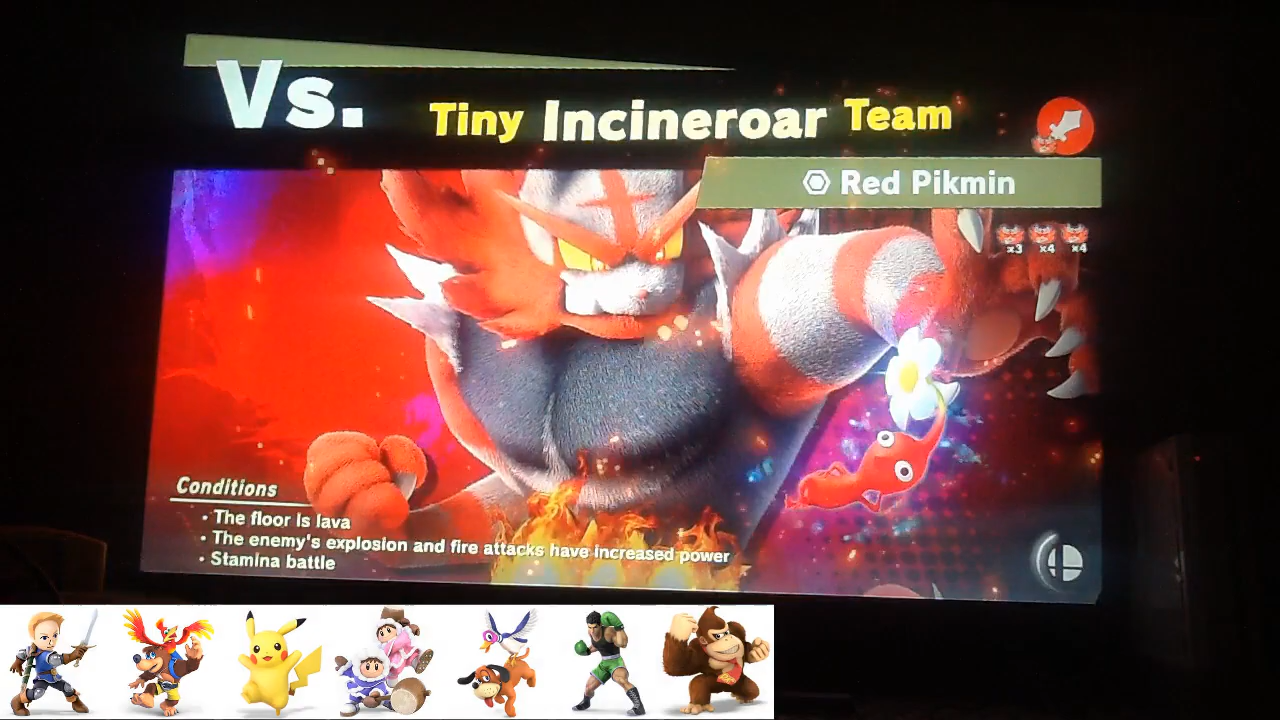 Vs. Tiny Incineroar Team
Red Pikmin
x3 x4 x4
Conditions
• The floor is lava
• The enemy's explosion and fire attacks have increased power
• Stamina battle